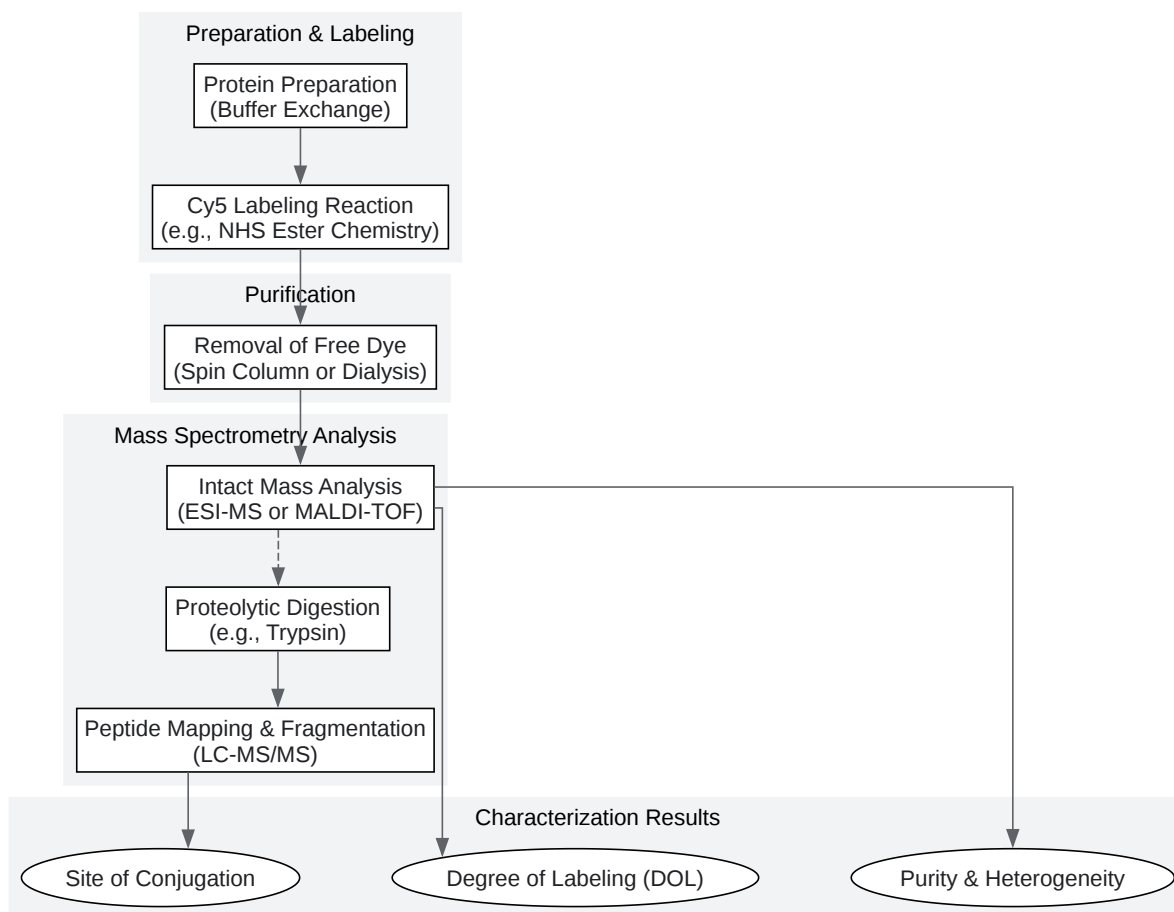 Preparation & Labeling
Protein Preparation
(Buffer Exchange)
Cy5 Labeling Reaction
(e.g., NHS Ester Chemistry)
Purification
Removal of Free Dye
(Spin Column or Dialysis)
Mass Spectrometry Analysis
Intact Mass Analysis
(ESI-MS or MALDI-TOF)
Proteolytic Digestion
(e.g., Trypsin)
Peptide Mapping & Fragmentation
(LC-MS/MS)
Characterization Results
Site of Conjugation
Degree of Labeling (DOL)
Purity & Heterogeneity